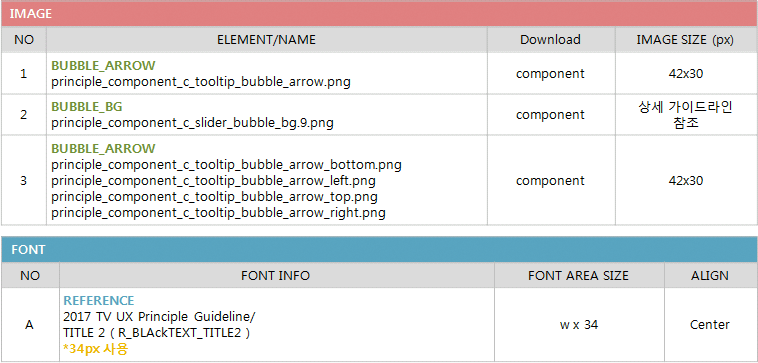 IMAGE
NO ELEMENT/NAME Download IMAGE SIZE (px)
1 BUBBLE_ARROW
principle_component_c_tooltip_bubble_arrow.png component 42x30
2 BUBBLE_BG
principle_component_c_slider_bubble_bg.9.png component 상세 가이드라인
참조
3 BUBBLE_ARROW
principle_component_c_tooltip_bubble_arrow_bottom.png
principle_component_c_tooltip_bubble_arrow_left.png
principle_component_c_tooltip_bubble_arrow_top.png
principle_component_c_tooltip_bubble_arrow_right.png
component 42x30
FONT
NO FONT INFO FONT AREA SIZE ALIGN
A REFERENCE
2017 TV UX Principle Guideline/
TITLE 2 ( R_BLAckTEXT_TITLE2 )
*34px 사용
w x 34 Center